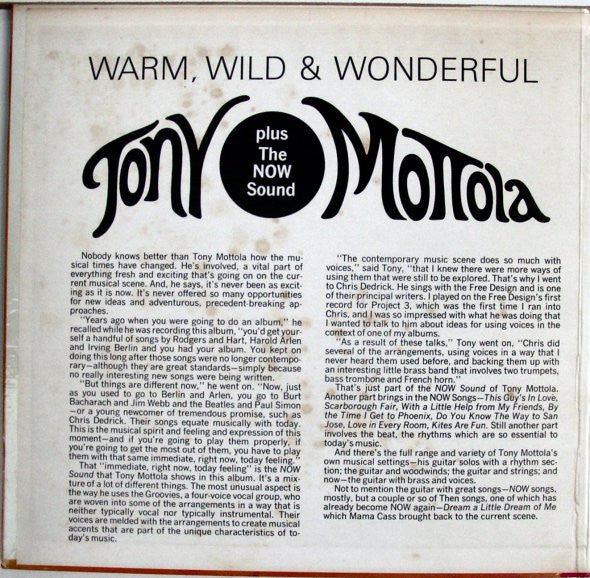 WARM, WILD & WONDERFUL
Tony Mottola
plus
The
NOW
Sound
Nobody knows better than Tony Mottola how the mu-
sical times have changed. He's involved, a vital part of
everything fresh and exciting that's going on on the cur-
rent musical scene. And, he says, it's never been as excit-
ing as it is now. It's never offered so many opportunities
for new ideas and adventurous, precedent-breaking ap-
proaches.
"Years ago when you were going to do an album," he
recalled while he was recording this album, "you'd get your-
self a handful of songs by Rodgers and Hart, Harold Arlen
and Irving Berlin and you had your album. You kept on
doing this long after those songs were no longer contempo-
rary—although they are great standards—simply because
no really interesting new songs were being written.
"But things are different now," he went on. "Now, just
as you used to go to Berlin and Arlen, you go to Burt
Bacharach and Jim Webb and the Beatles and Paul Simon
—or a young newcomer of tremendous promise, such as
Chris Dedrick. Their songs equate musically with today.
This is the musical spirit and feeling and expression of this
moment—and if you're going to play them properly, if
you're going to get the most out of them, you have to play
them with that same immediate, right now, today feeling."
That "immediate, right now, today feeling" is the NOW
Sound that Tony Mottola shows in this album. It's a mix-
ture of a lot of different things. The most unusual aspect is
the way he uses the Groovies, a four-voice vocal group, who
are woven into some of the arrangements in a way that is
neither typically vocal nor typically instrumental. Their
voices are melded with the arrangements to create musical
accents that are part of the unique characteristics of to-
day's music.
"The contemporary music scene does so much with
voices," said Tony, "that I knew there were more ways of
using them that were still to be explored. That's why I went
to Chris Dedrick. He sings with the Free Design and is one
of their principal writers. I played on the Free Design's first
record for Project 3, which was the first time I ran into
Chris, and I was so impressed with what he was doing that
I wanted to talk to him about ideas for using voices in the
context of one of my albums.
"As a result of these talks," Tony went on, "Chris did
several of the arrangements, using voices in a way that I
never heard them used before, and backing them up with
an interesting little brass band that involves two trumpets,
bass trombone and French horn."
That's just part of the NOW Sound of Tony Mottola.
Another part brings in the NOW Songs—This Guy's In Love,
Scarborough Fair, With a Little Help from My Friends, By
the Time I Get to Phoenix, Do You Know The Way to San
Jose, Love in Every Room, Kites Are Fun. Still another part
involves the beat, the rhythms which are so essential to
today's music.
And there's the full range and variety of Tony Mottola's
own musical settings—his guitar solos with a rhythm sec-
tion; the guitar and woodwinds; the guitar and strings; and
now—the guitar with brass and voices.
Not to mention the guitar with great songs—NOW songs,
mostly, but a couple or so of Then songs, one of which has
already become NOW again—Dream a Little Dream of Me
which Mama Cass brought back to the current scene.